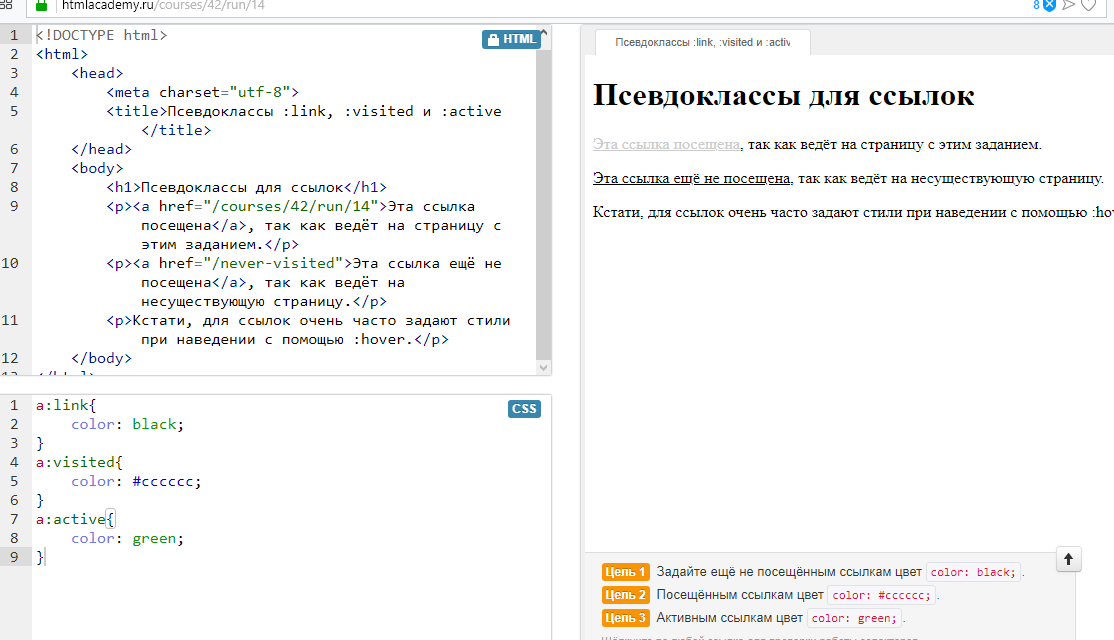 htmlacademy.ru/courses/42/run/14
8
1 <!DOCTYPE html>
HTML
2 <html>
3 <head>
4 <meta charset="utf-8">
5 <title>Псевдоклассы :link, :visited и :active
</title>
6 </head>
7 <body>
8 <h1>Псевдоклассы для ссылок</h1>
9 <p><a href="/courses/42/run/14">Эта ссылка
посещена</a>, так как ведёт на страницу с
этим заданием.</p>
10 <p><a href="/never-visited">Эта ссылка ещё не
посещена</a>, так как ведёт на
несуществующую страницу.</p>
11 <p>Кстати, для ссылок очень часто задают стили
при наведении с помощью :hover.</p>
12 </body>
1 a:link{
CSS
2 color: black;
3 }
4 a:visited{
5 color: #cccccc;
6 }
7 a:active{
8 color: green;
9 }
Псевдоклассы :link, :visited и :activ
Псевдоклассы для ссылок
Эта ссылка посещена, так как ведёт на страницу с этим заданием.
Эта ссылка ещё не посещена, так как ведёт на несуществующую страницу.
Кстати, для ссылок очень часто задают стили при наведении с помощью :hov
Цель 1 Задайте ещё не посещённым ссылкам цвет color: black; .
Цель 2 Посещённым ссылкам цвет color: #cccccc; .
Цель 3 Активным ссылкам цвет color: green; .